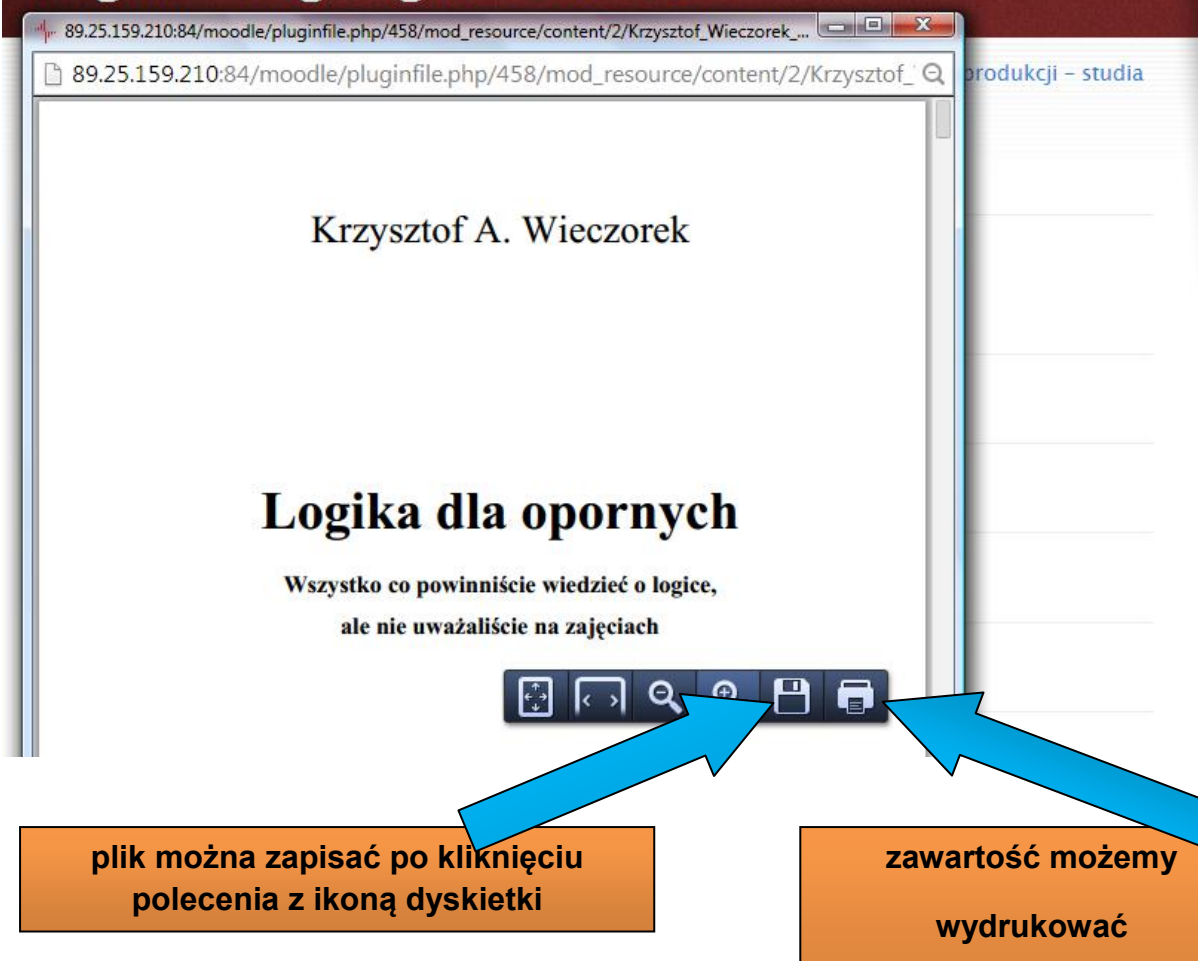 89.25.159.210:84/moodle/pluginfile.php/458/mod_resource/content/2/Krzysztof_Wieczorek_...
89.25.159.210:84/moodle/pluginfile.php/458/mod_resource/content/2/Krzysztof_
produkcji – studia
Krzysztof A. Wieczorek
Logika dla opornych
Wszystko co powinniście wiedzieć o logice,
ale nie uważaliście na zajęciach
plik można zapisać po kliknięciu
polecenia z ikoną dyskietki
zawartość możemy
wydrukować